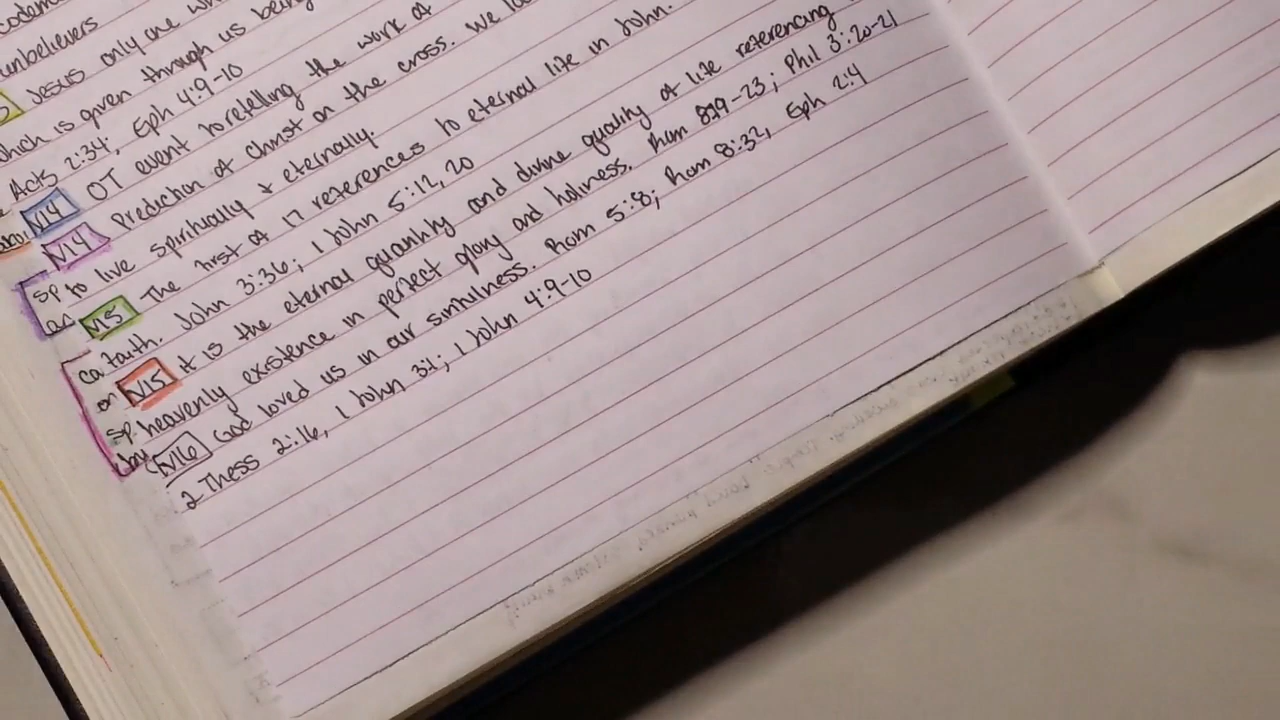 unbelievers
Jesus only one
which is given through us being
Acts 2:34; Eph 4:9-10
V14 OT event foretelling the work of
V14 Prediction of Christ on the cross. We
to live spiritually & eternally.
V15 The first of 17 references to eternal life in John.
faith. John 3:36; 1 John 5:12, 20
V15 It is the eternal quantity and divine quality of life referencing
heavenly existence in perfect glory and holiness. Rom 8:19-23; Phil 3:20-21
V16 God loved us in our sinfulness. Rom 5:8; Rom 8:32, Eph 2:4
2 Thess 2:16, 1 John 3:1; 1 John 4:9-10